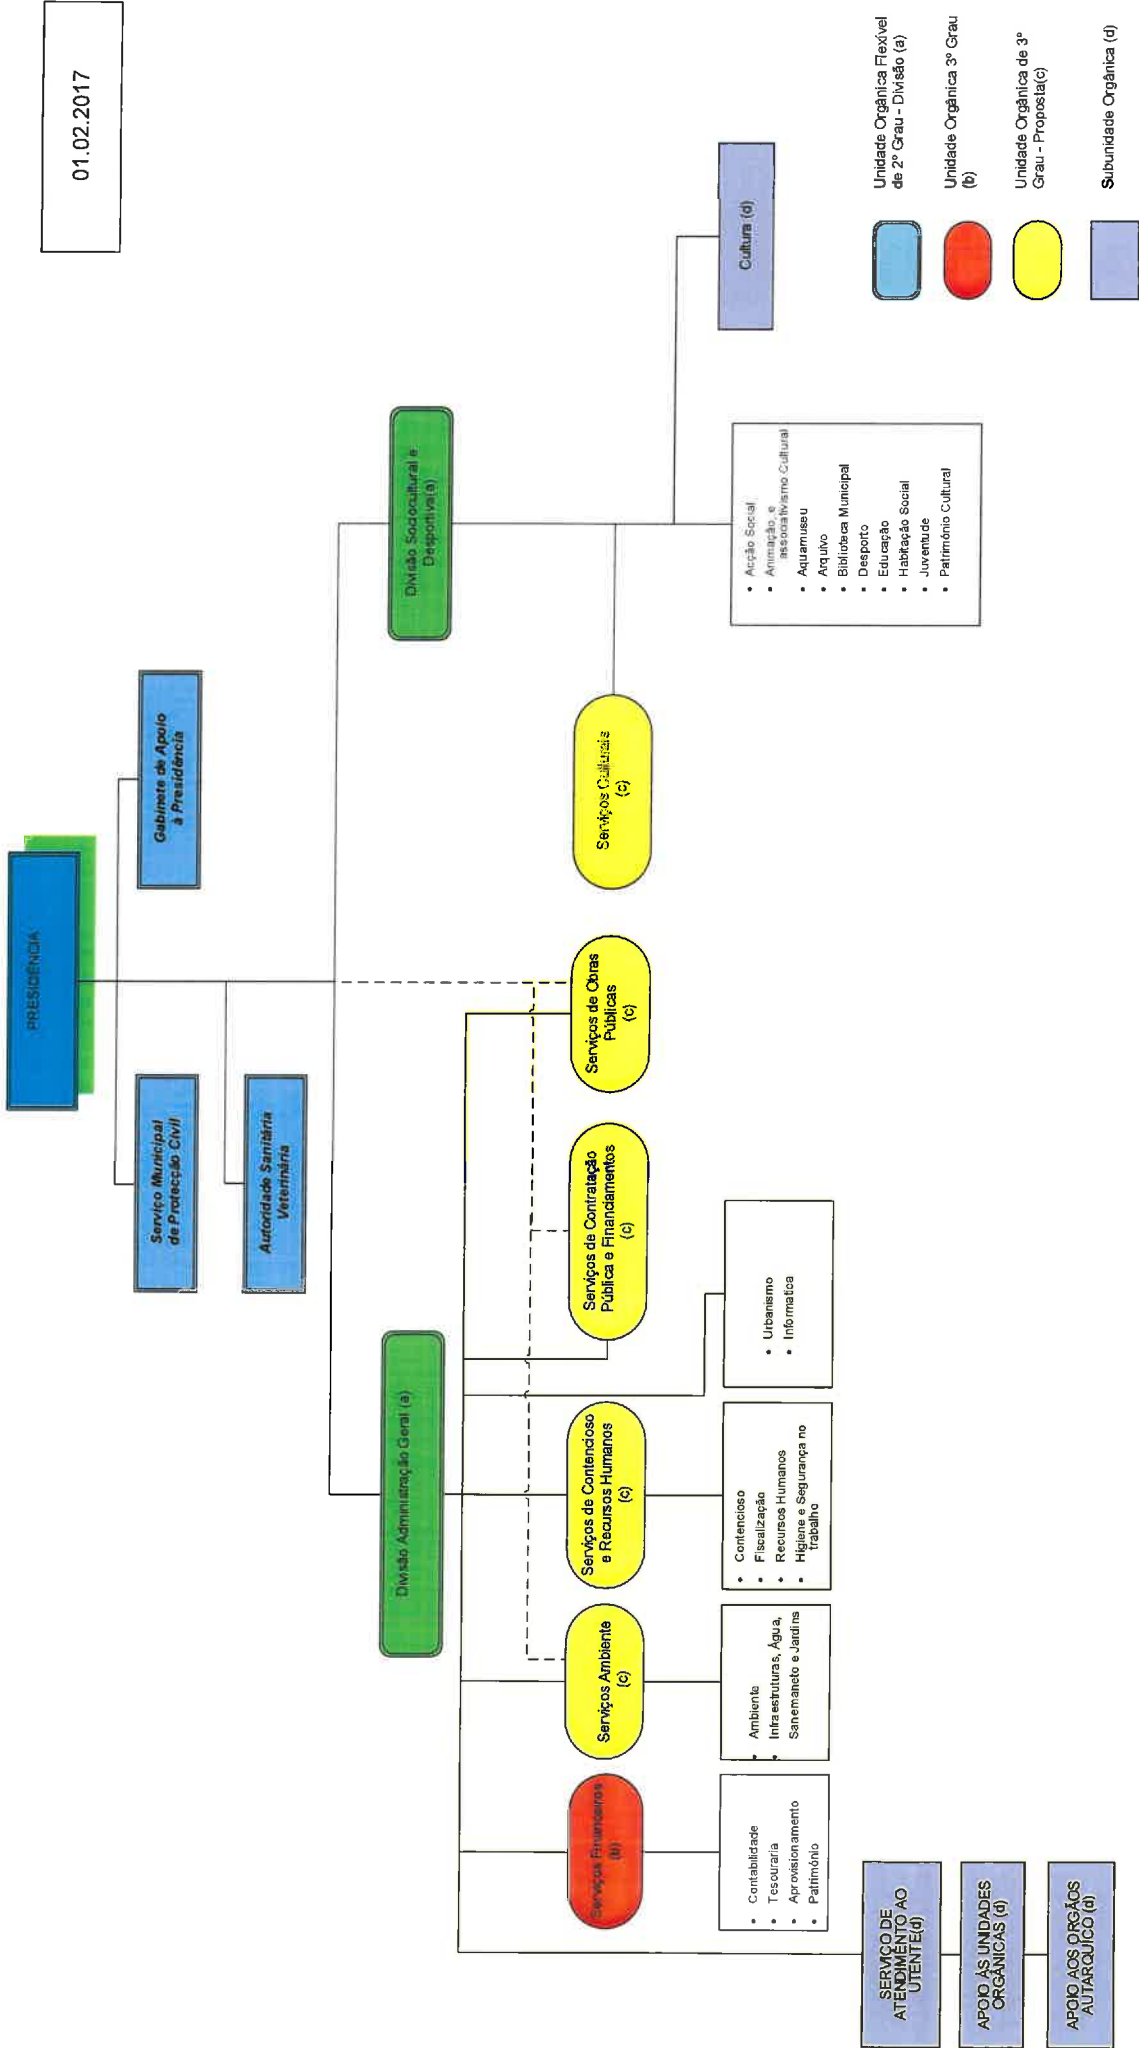 01.02.2017
PRESIDÊNCIA
Gabinete de Apoio
à Presidência
Serviço Municipal
de Protecção Civil
Autoridade Sanitária
Veterinária
Divisão Administração Geral (a)
Divisão Sociocultural e
Desportiva(a)
Serviços Financeiros
(b)
Serviços Ambiente
(c)
Serviços de Contencioso
e Recursos Humanos
(c)
Serviços de Contratação
Pública e Financiamentos
(c)
Serviços de Obras
Públicas
(c)
Serviços Culturais
(c)
Cultura (d)
• Contabilidade
• Tesouraria
• Aprovisionamento
• Património
• Ambiente
• Infraestruturas, Água,
Sanemaneto e Jardins
• Contencioso
• Fiscalização
• Recursos Humanos
• Higiene e Segurança no
trabalho
• Urbanismo
• Informatica
• Acção Social
• Animação, e
associativismo Cultural
• Aquamuseu
• Arquivo
• Biblioteca Municipal
• Desporto
• Educação
• Habitação Social
• Juventude
• Património Cultural
SERVIÇO DE
ATENDIMENTO AO
UTENTE(d)
APOIO ÀS UNIDADES
ORGÂNICAS (d)
APOIO AOS ORGÃOS
AUTARQUICO (d)
Unidade Orgânica Flexível
de 2º Grau - Divisão (a)
Unidade Orgânica 3º Grau
(b)
Unidade Orgânica de 3º
Grau - Proposta(c)
Subunidade Orgânica (d)